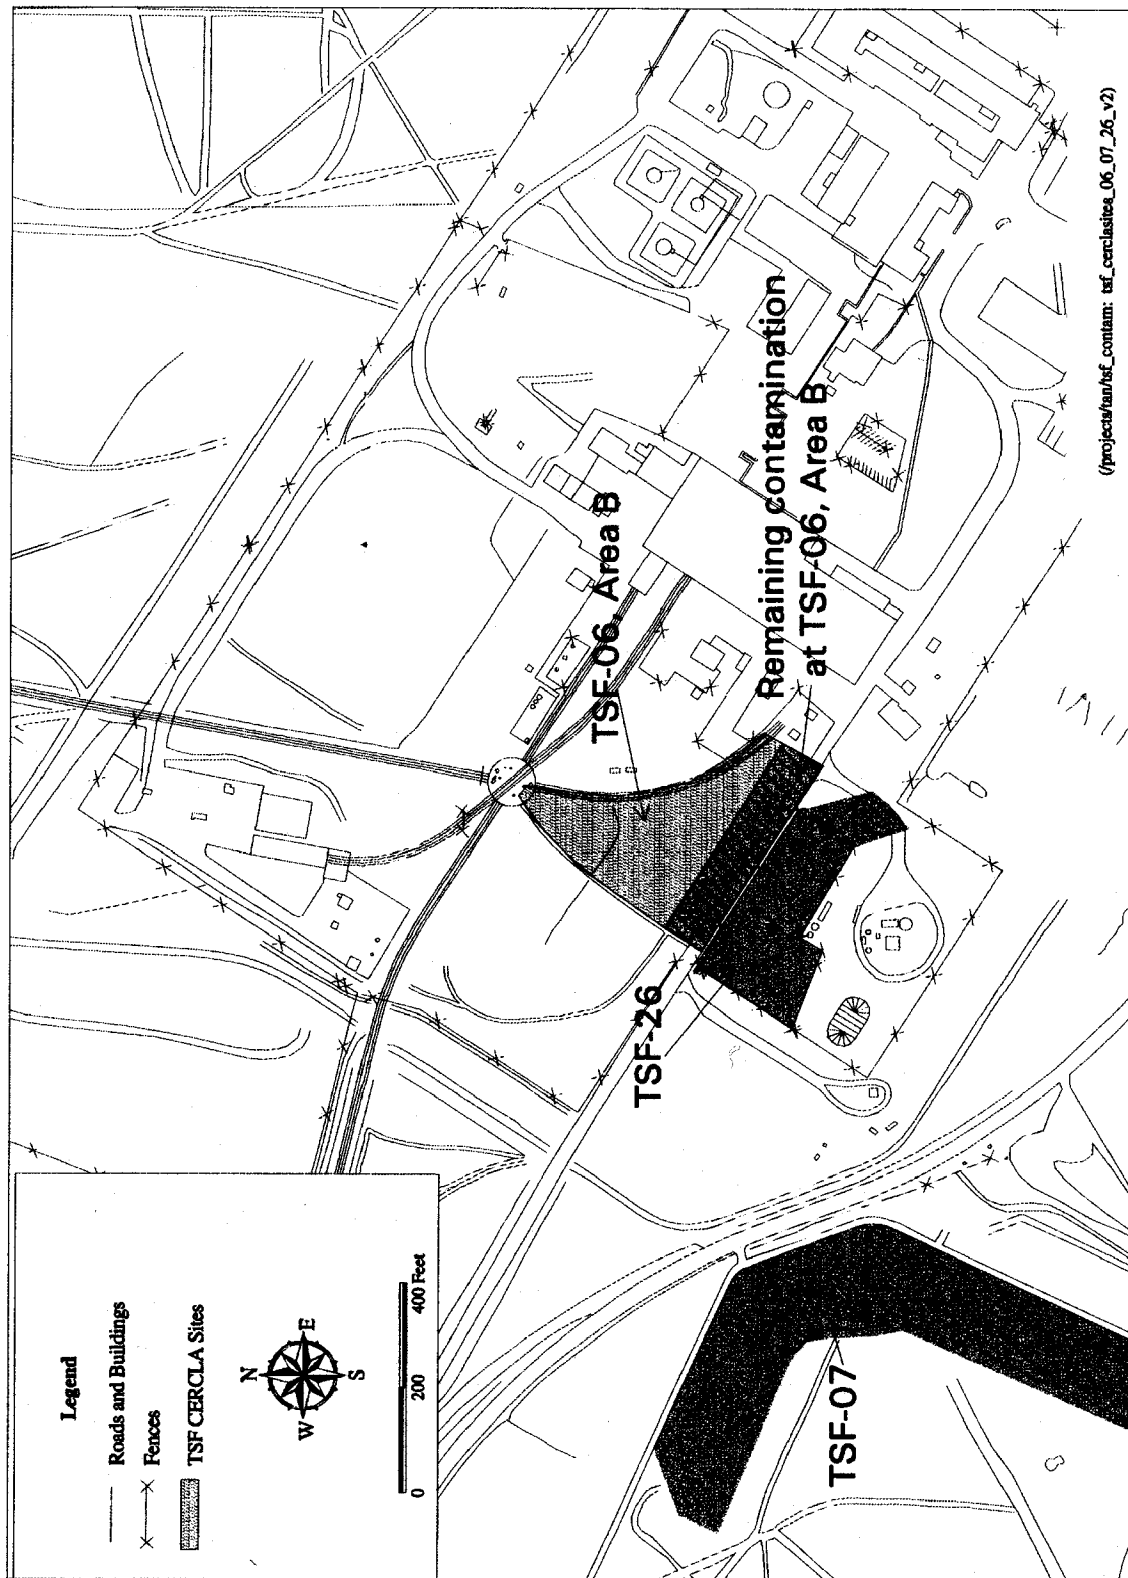 Legend
Roads and Buildings
Fences
TSF CERCLA Sites
N
W
E
S
0
200
400 Feet
TSF-07
TSF-26
TSF-06, Area B
Remaining contamination
at TSF-06, Area B
(/projects/tan/tsf_contam: tsf_cerclasites_06_07_26_v2)